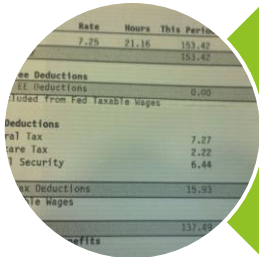 Rate Hours This Period
7.25 21.16 153.42
153.42
ee Deductions
EE Deductions 0.00
cluded from Fed Taxable Wages
Deductions
ral Tax 7.27
care Tax 2.22
l Security 6.44
ax Deductions 15.93
ble Wages
137.49
efits